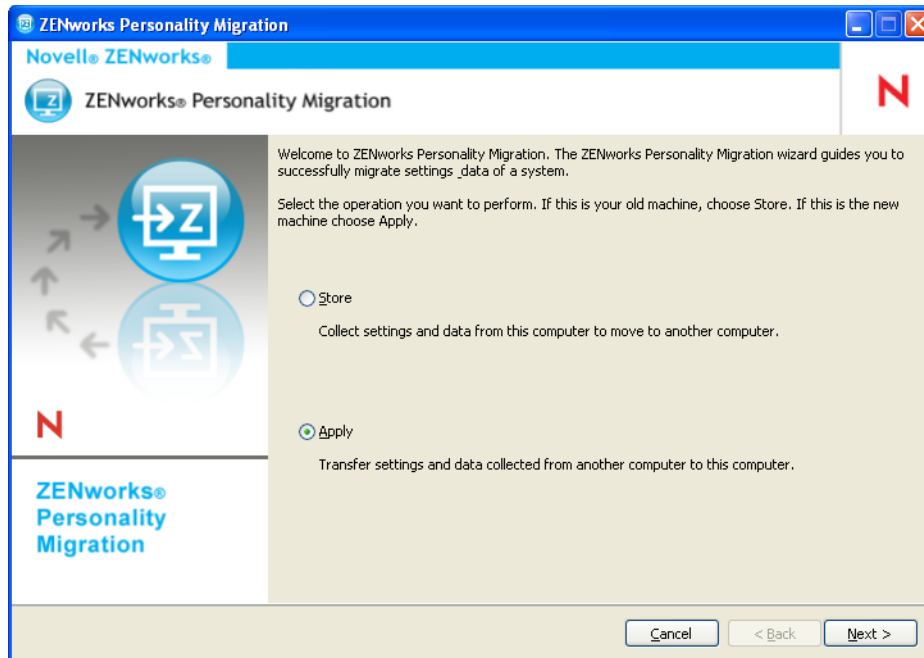 ZENworks Personality Migration
Novell® ZENworks®
ZENworks® Personality Migration
N
Welcome to ZENworks Personality Migration. The ZENworks Personality Migration wizard guides you to
successfully migrate settings _data of a system.
Select the operation you want to perform. If this is your old machine, choose Store. If this is the new
machine choose Apply.
Store
Collect settings and data from this computer to move to another computer.
Apply
Transfer settings and data collected from another computer to this computer.
Z
N
ZENworks®
Personality
Migration
Cancel
< Back
Next >